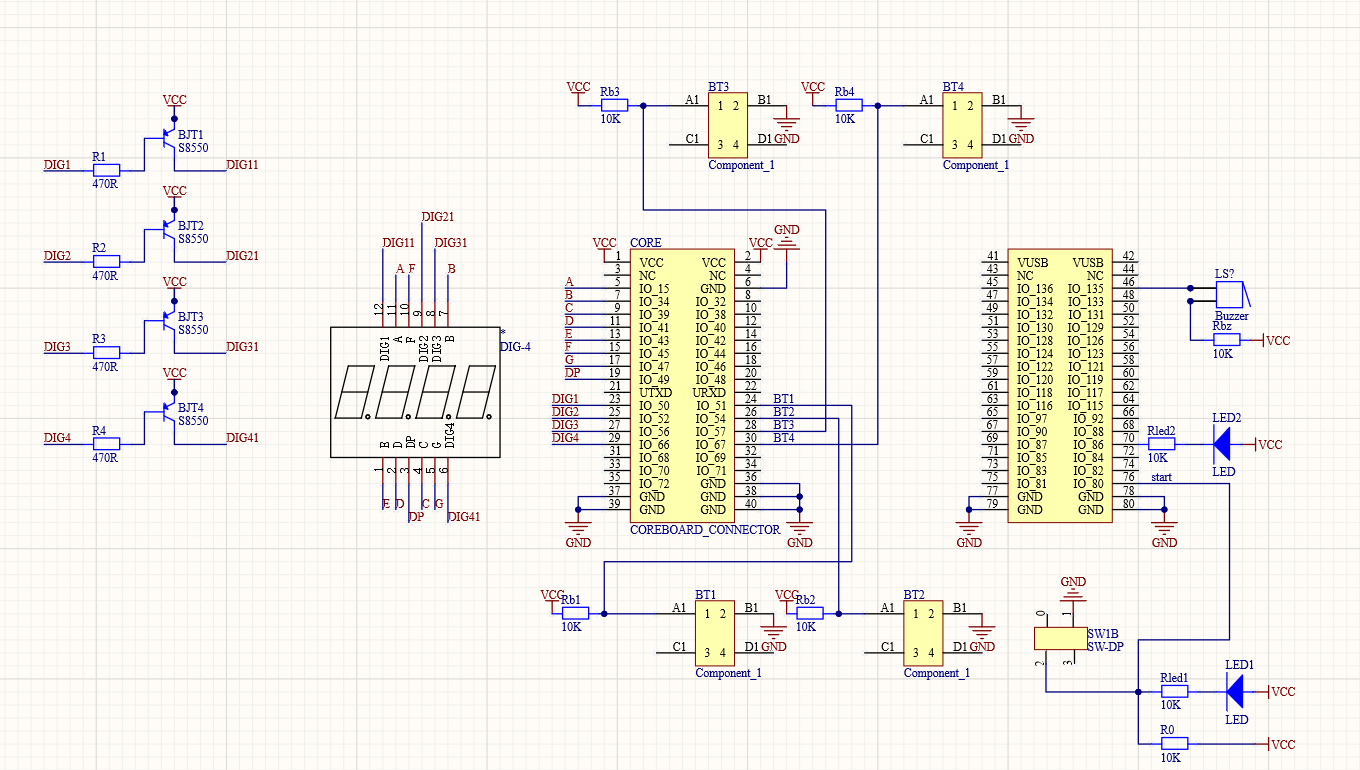 VCC
BJT1
S8550
DIG1
R1
470R
DIG11
VCC
BJT2
S8550
DIG2
R2
470R
DIG21
VCC
BJT3
S8550
DIG3
R3
470R
DIG31
VCC
BJT4
S8550
DIG4
R4
470R
DIG41
DIG21
DIG11
DIG31
A F B
12 11 10 9 8 7
DIG1 A F DIG2 DIG3 B
*
DIG-4
B D DP C G DIG4
1 2 3 4 5 6
E D C G
DP DIG41
VCC
Rb3
10K
BT3
A1 1 2 B1
C1 3 4 D1
GND
Component_1
VCC
Rb4
10K
BT4
A1 1 2 B1
C1 3 4 D1
GND
Component_1
VCC CORE VCC GND
1 VCC VCC 2
3 NC NC 4
A 5 IO_15 GND 6
B 7 IO_34 IO_32 8
C 9 IO_39 IO_38 10
D 11 IO_41 IO_40 12
E 13 IO_43 IO_42 14
F 15 IO_45 IO_44 16
G 17 IO_47 IO_46 18
DP 19 IO_49 IO_48 20
21 UTXD URXD 22
DIG1 23 IO_50 IO_51 24 BT1
DIG2 25 IO_52 IO_54 26 BT2
DIG3 27 IO_56 IO_57 28 BT3
DIG4 29 IO_66 IO_67 30 BT4
31 IO_68 IO_69 32
33 IO_70 IO_71 34
35 IO_72 GND 36
37 GND GND 38
39 GND GND 40
GND COREBOARD_CONNECTOR GND
41 VUSB VUSB 42
43 NC NC 44
45 IO_136 IO_135 46
47 IO_134 IO_133 48
49 IO_132 IO_131 50
51 IO_130 IO_129 52
53 IO_128 IO_126 54
55 IO_124 IO_123 56
57 IO_122 IO_121 58
59 IO_120 IO_119 60
61 IO_118 IO_117 62
63 IO_116 IO_115 64
65 IO_97 IO_92 66
67 IO_90 IO_88 68
69 IO_87 IO_86 70
71 IO_85 IO_84 72
73 IO_83 IO_82 74
75 IO_81 IO_80 76
77 GND GND 78
79 GND GND 80
GND GND
LS?
Buzzer
Rbz
10K
VCC
LED2
Rled2
10K
LED
VCC
start
Rb1
10K
BT1
A1 1 2 B1
C1 3 4 D1
GND
Component_1
Rb2
10K
BT2
A1 1 2 B1
C1 3 4 D1
GND
Component_1
GND
0 1
SW1B
SW-DP
2 3
LED1
Rled1
10K
LED
VCC
R0
10K
VCC